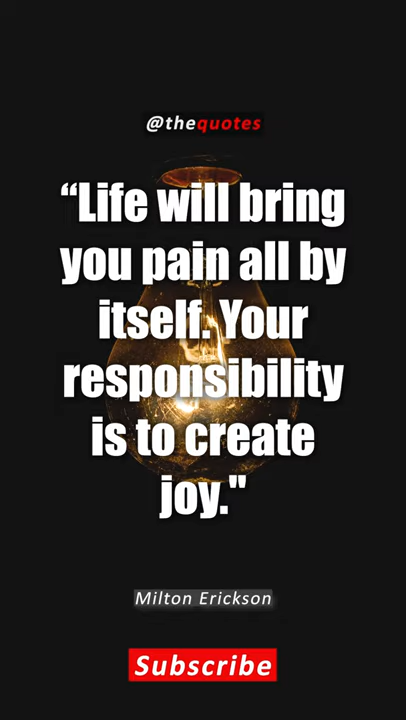 @thequotes
“Life will bring
you pain all by
itself. Your
responsibility
is to create
joy."
Milton Erickson
Subscribe